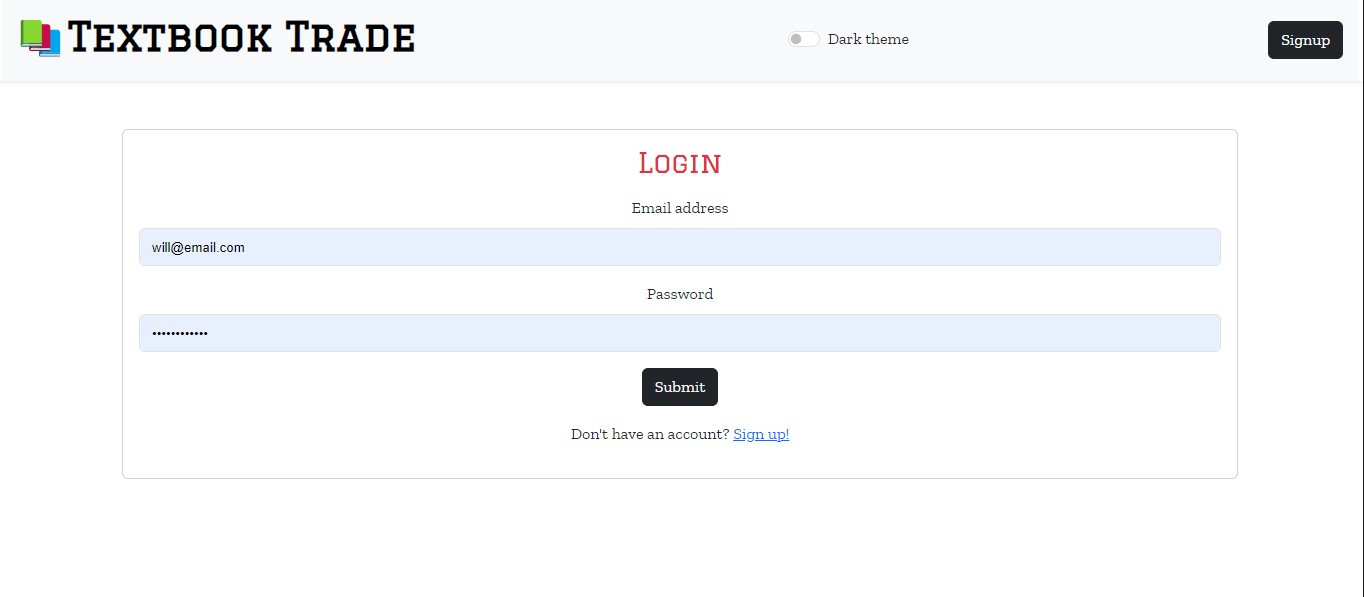 Textbook Trade
Dark theme
Signup
Login
Email address
will@email.com
Password
••••••••••••
Submit
Don't have an account? Sign up!